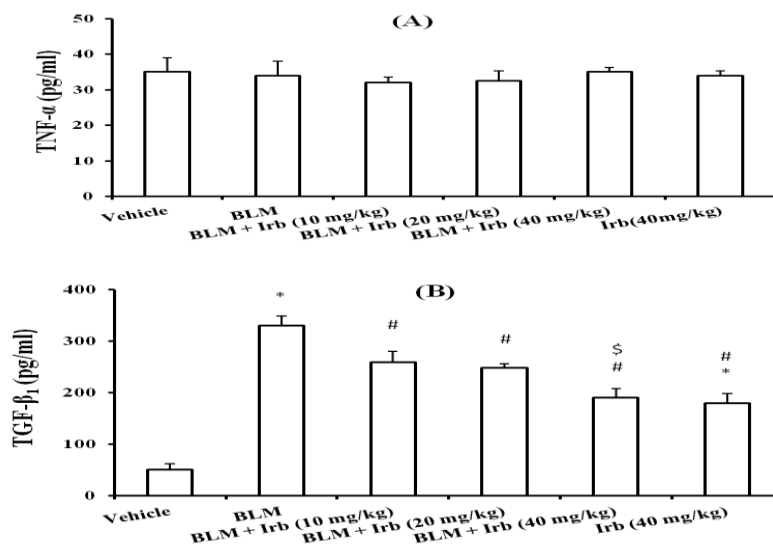 (A)
TNF-α (pg/ml)
50
40
30
20
10
0
Vehicle
BLM
BLM + Irb (10 mg/kg)
BLM + Irb (20 mg/kg)
BLM + Irb (40 mg/kg)
Irb(40mg/kg)
(B)
TGF-β1 (pg/ml)
400
300
200
100
0
*
#
#
$
#
#
*
Vehicle
BLM
BLM + Irb (10 mg/kg)
BLM + Irb (20 mg/kg)
BLM + Irb (40 mg/kg)
Irb (40 mg/kg)